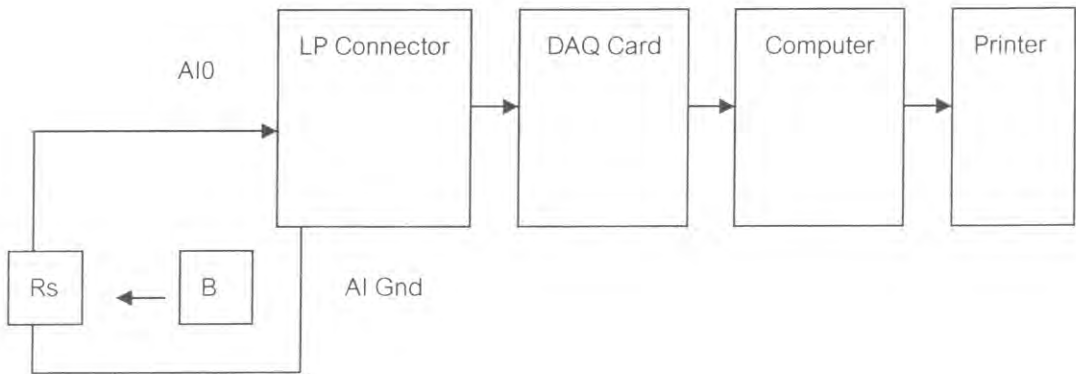 LP Connector
DAQ Card
Computer
Printer
AI0
Rs
B
AI Gnd